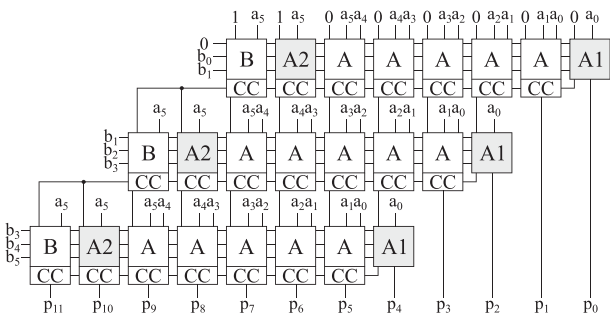 1 a₅ 1 a₅ 0 a₅a₄ 0 a₄a₃ 0 a₃a₂ 0 a₂a₁ 0 a₁a₀ 0 a₀
0
b₀ B A2 A A A A A A1
b₁
CC CC CC CC CC CC CC
a₅ a₅ a₅a₄ a₄a₃ a₃a₂ a₂a₁ a₁a₀ a₀
b₁
b₂ B A2 A A A A A A1
b₃
CC CC CC CC CC CC CC
a₅ a₅ a₅a₄ a₄a₃ a₃a₂ a₂a₁ a₁a₀ a₀
b₃
b₄ B A2 A A A A A A1
b₅
CC CC CC CC CC CC CC
p₁₁ p₁₀ p₉ p₈ p₇ p₆ p₅ p₄ p₃ p₂ p₁ p₀